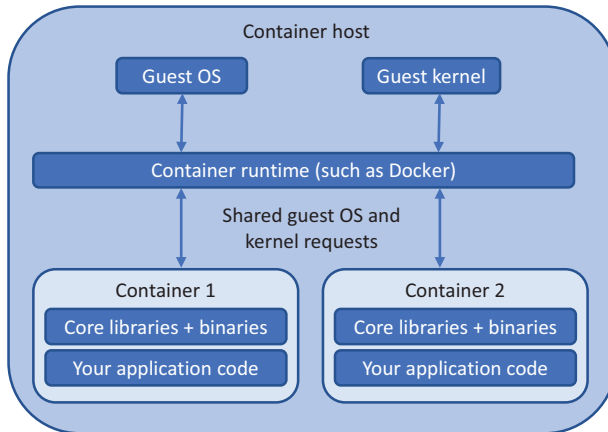 Container host
Guest OS
Guest kernel
Container runtime (such as Docker)
Shared guest OS and
kernel requests
Container 1
Core libraries + binaries
Your application code
Container 2
Core libraries + binaries
Your application code